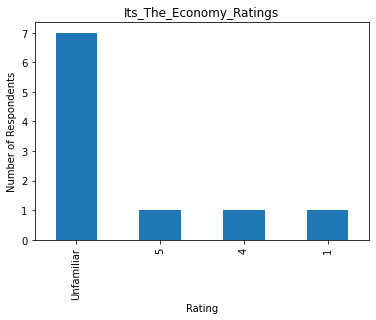 Its_The_Economy_Ratings
Number of Respondents
7
6
5
4
3
2
1
0
Unfamiliar
5
4
1
Rating